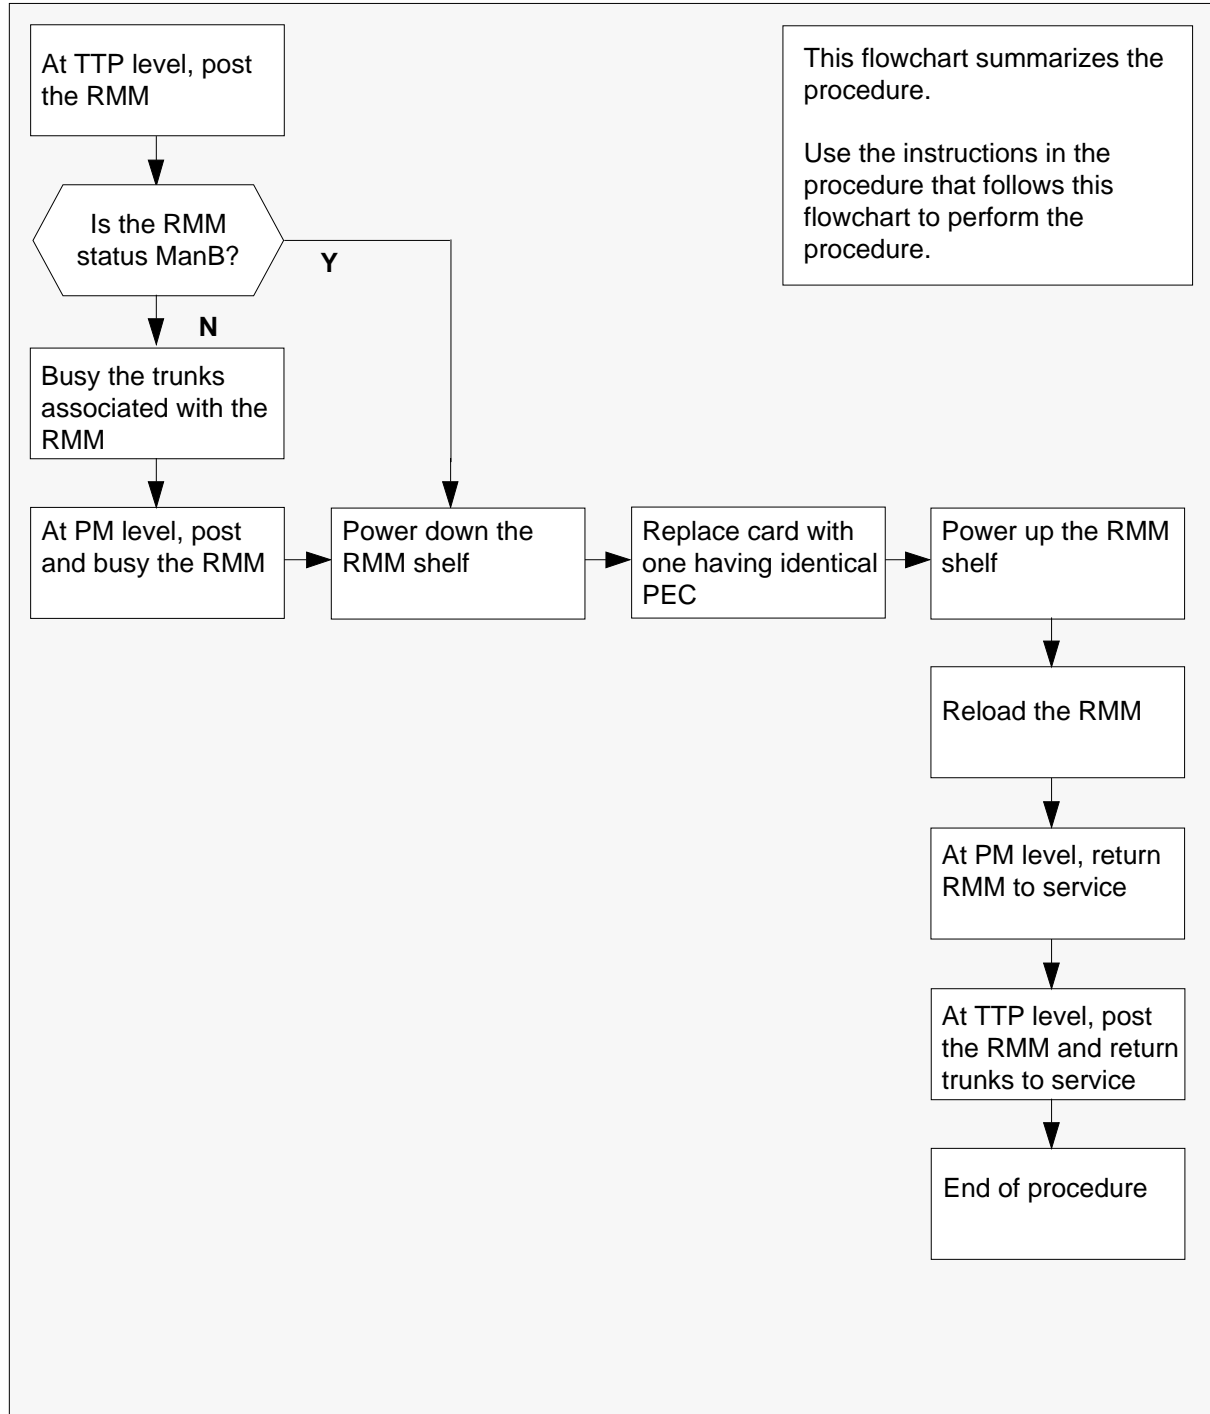 At TTP level, post
the RMM
This flowchart summarizes the
procedure.
Use the instructions in the
procedure that follows this
flowchart to perform the
procedure.
Is the RMM
status ManB?
Y
N
Busy the trunks
associated with the
RMM
At PM level, post
and busy the RMM
Power down the
RMM shelf
Replace card with
one having identical
PEC
Power up the RMM
shelf
Reload the RMM
At PM level, return
RMM to service
At TTP level, post
the RMM and return
trunks to service
End of procedure